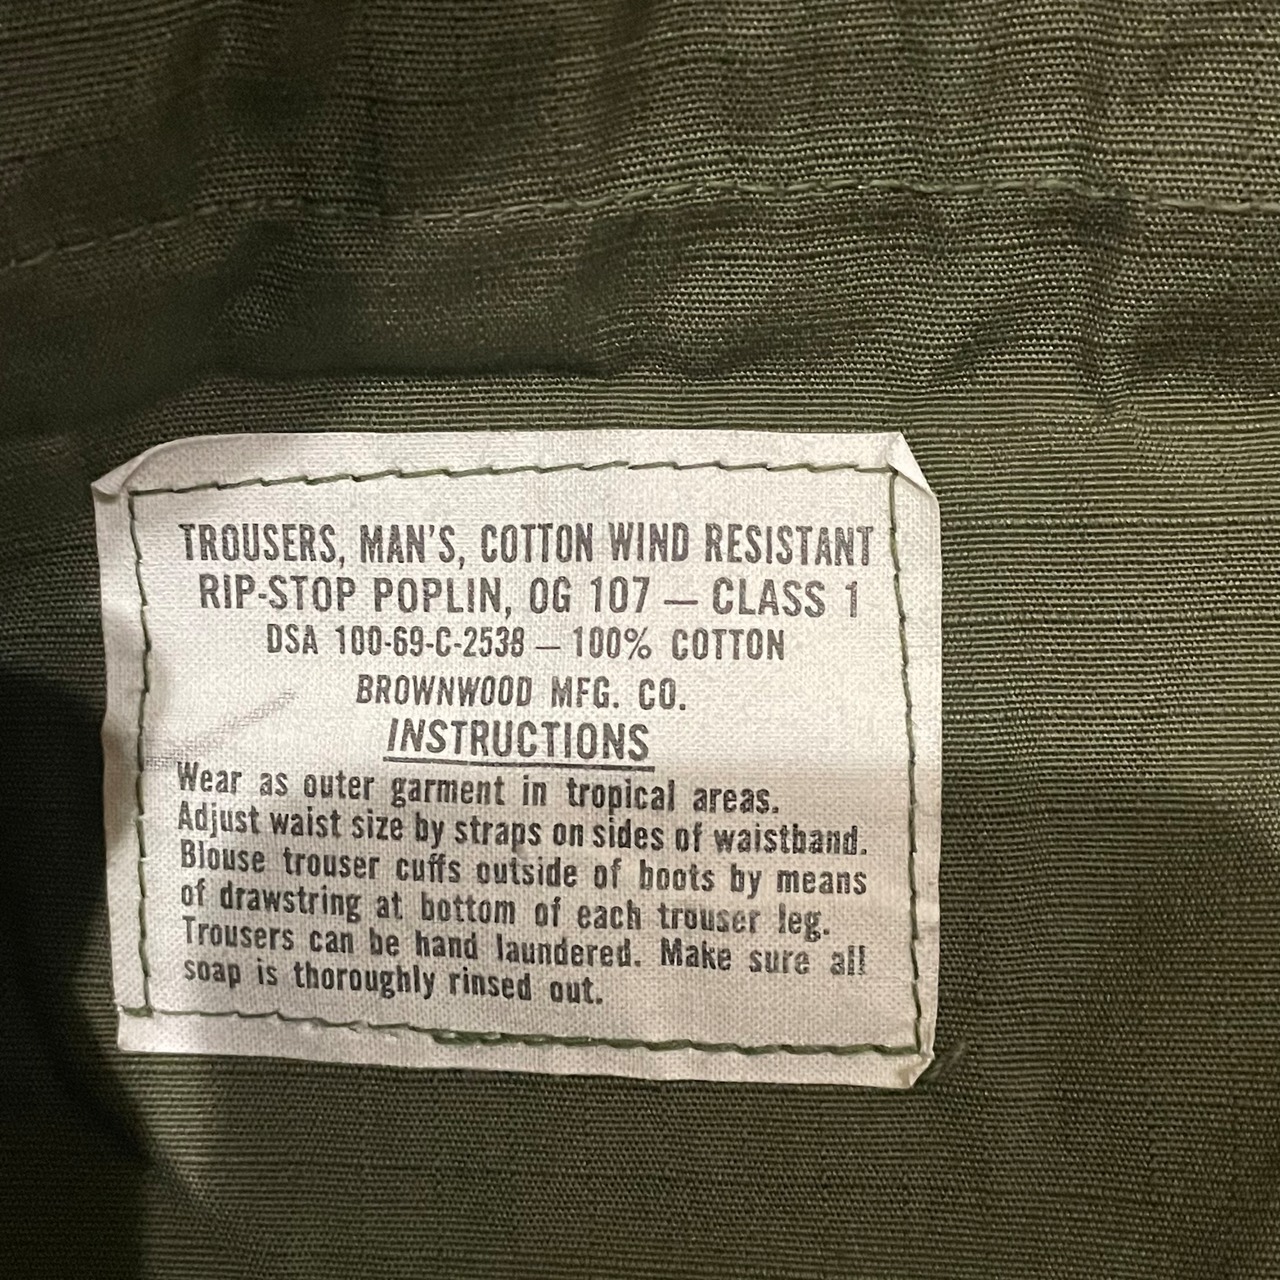 TROUSERS, MAN'S, COTTON WIND RESISTANT
RIP-STOP POPLIN, OG 107 — CLASS 1
DSA 100-69-C-2538 — 100% COTTON
BROWNWOOD MFG. CO.
INSTRUCTIONS
Wear as outer garment in tropical areas.
Adjust waist size by straps on sides of waistband.
Blouse trouser cuffs outside of boots by means
of drawstring at bottom of each trouser leg.
Trousers can be hand laundered. Make sure all
soap is thoroughly rinsed out.